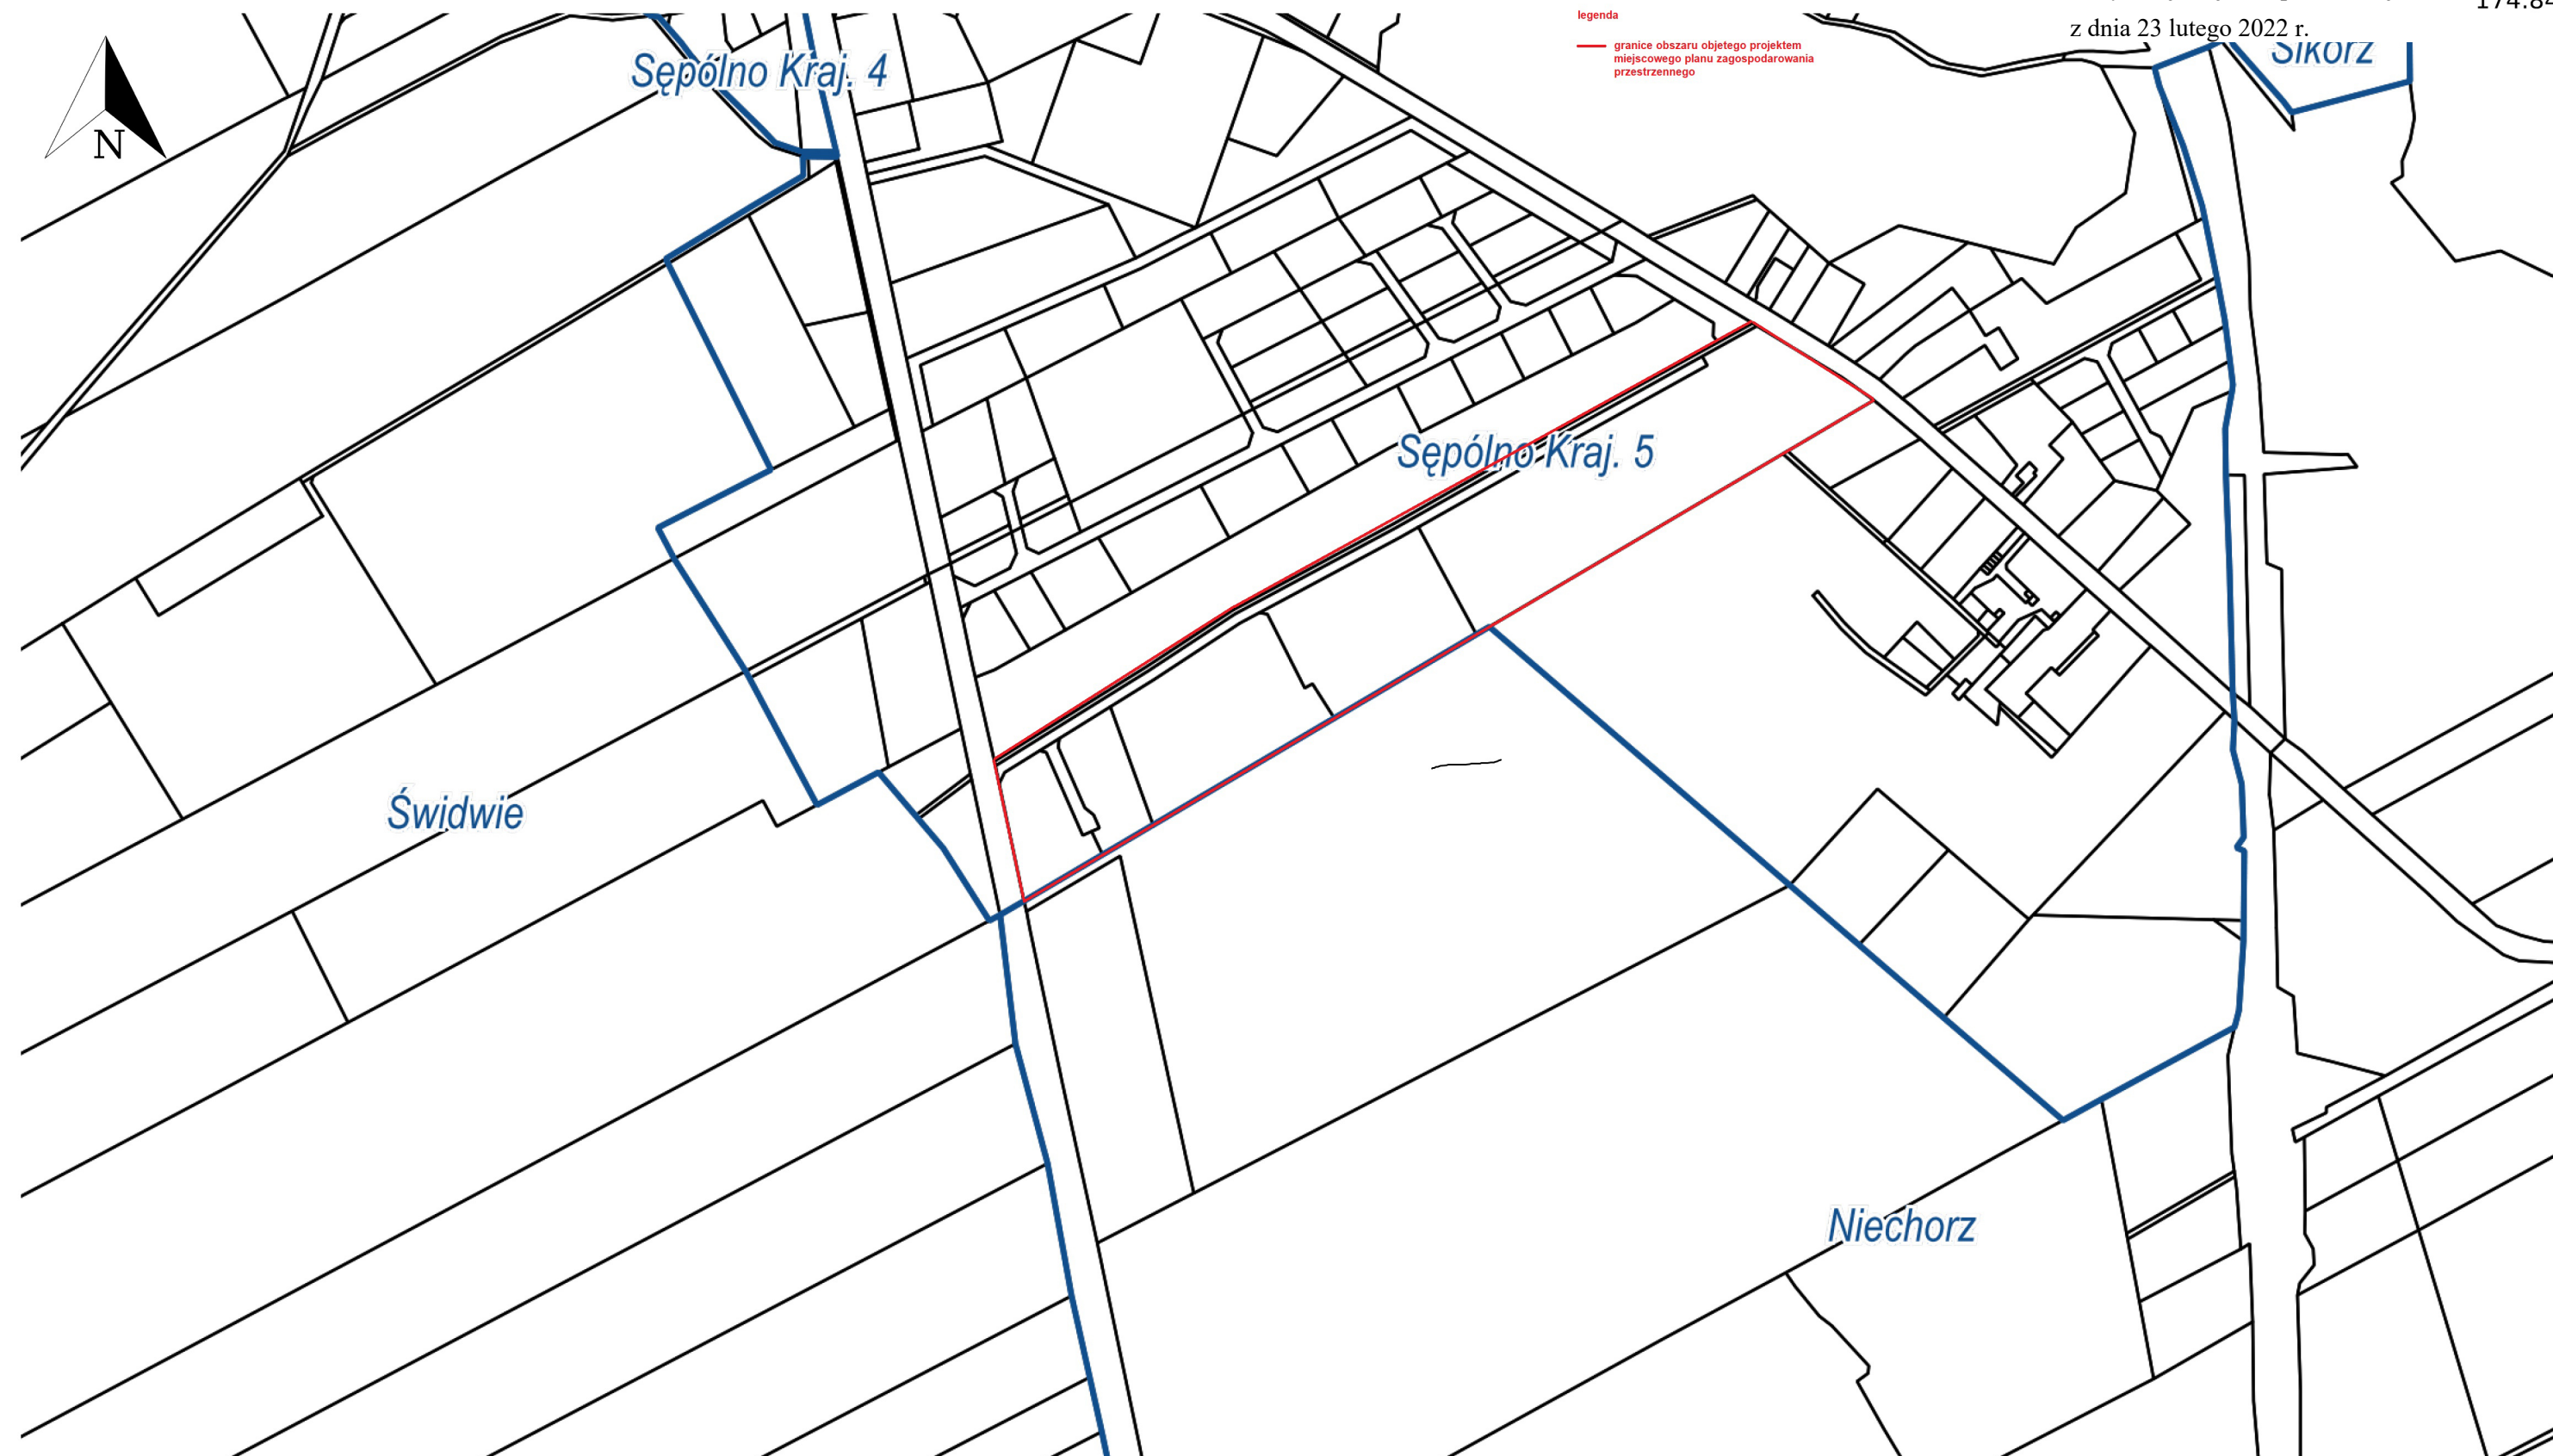 z dnia 23 lutego 2022 r.
legenda
granice obszaru objetego projektem
miejscowego planu zagospodarowania
przestrzennego
Sępólno Kraj. 4
Sikorz
N
Sępólno Kraj. 5
Świdwie
Niechorz